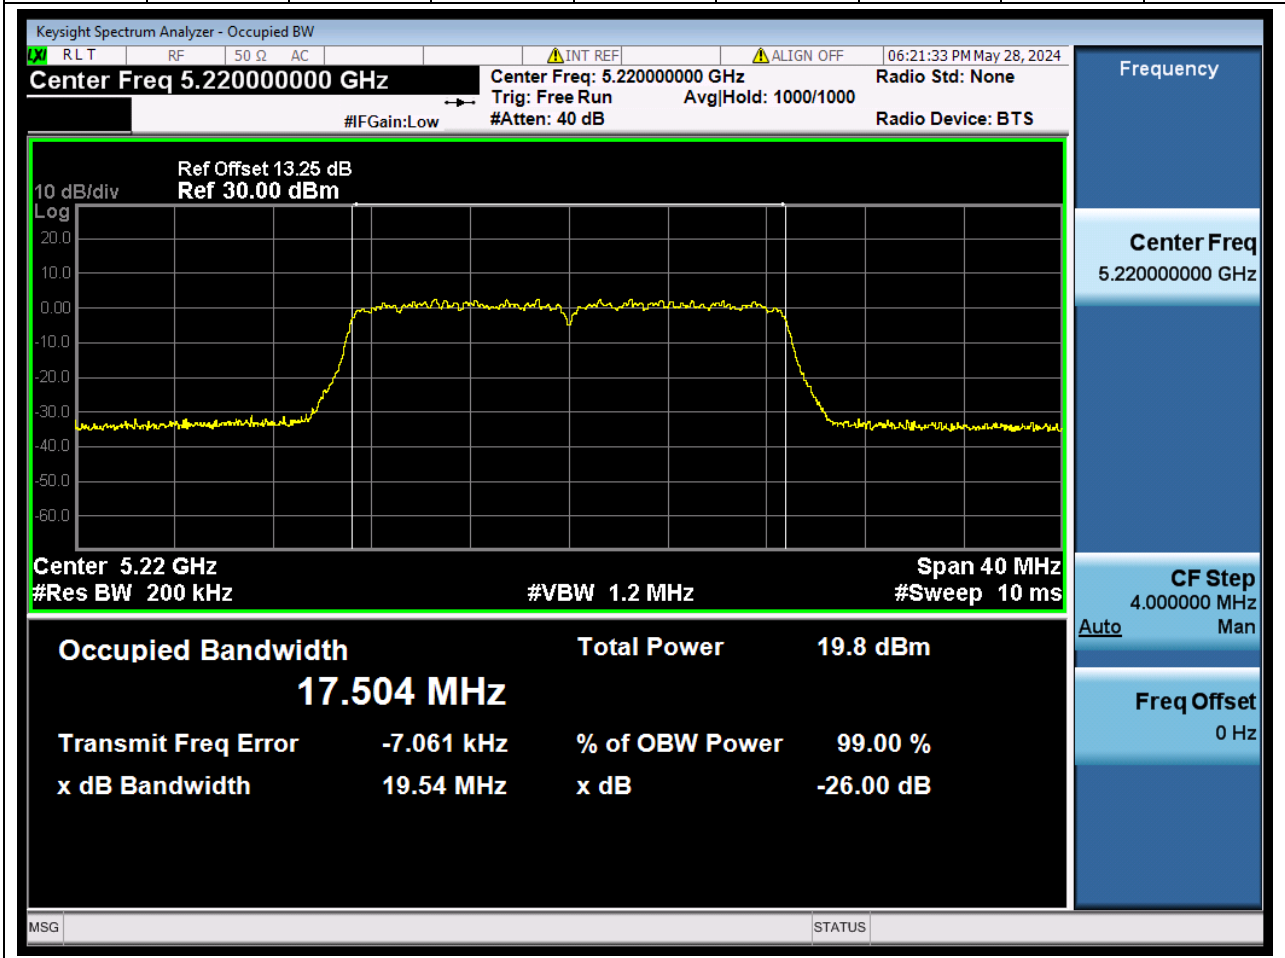 Keysight Spectrum Analyzer - Occupied BW
LXI RLT RF 50 Ω AC INT REF ALIGN OFF 06:21:33 PM May 28, 2024
Center Freq 5.220000000 GHz
Center Freq: 5.220000000 GHz
Radio Std: None
Trig: Free Run Avg|Hold: 1000/1000
#IFGain:Low #Atten: 40 dB
Radio Device: BTS
Ref Offset 13.25 dB
10 dB/div Ref 30.00 dBm
Log
20.0
10.0
0.00
-10.0
-20.0
-30.0
-40.0
-50.0
-60.0
Center 5.22 GHz Span 40 MHz
#Res BW 200 kHz #VBW 1.2 MHz #Sweep 10 ms
Occupied Bandwidth Total Power 19.8 dBm
17.504 MHz
Transmit Freq Error -7.061 kHz % of OBW Power 99.00 %
x dB Bandwidth 19.54 MHz x dB -26.00 dB
Frequency
Center Freq
5.220000000 GHz
CF Step
4.000000 MHz
Auto Man
Freq Offset
0 Hz
MSG STATUS